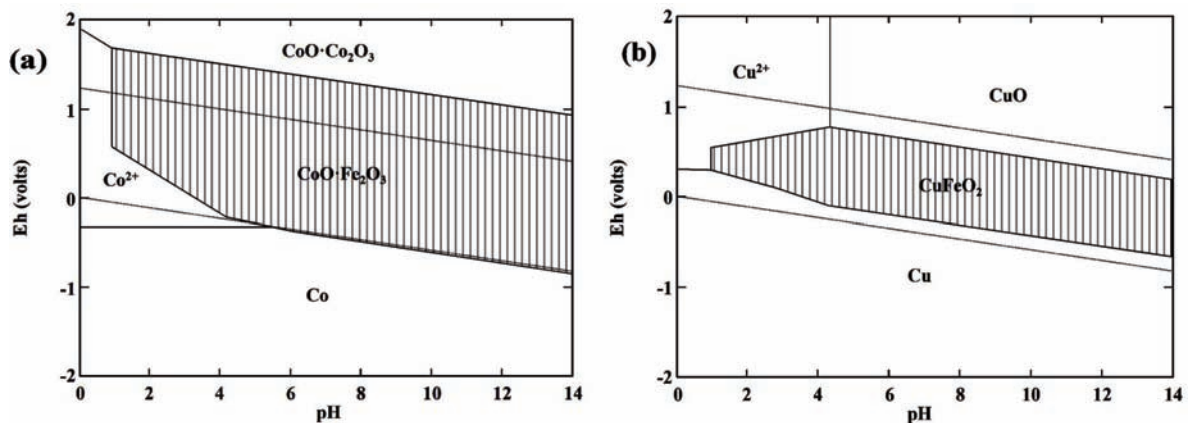 (a)
2
1
0
-1
-2
Eh (volts)
CoO·Co₂O₃
CoO·Fe₂O₃
Co²⁺
Co
0 2 4 6 8 10 12 14
pH
(b)
2
1
0
-1
-2
Eh (volts)
Cu²⁺
CuO
CuFeO₂
Cu
0 2 4 6 8 10 12 14
pH